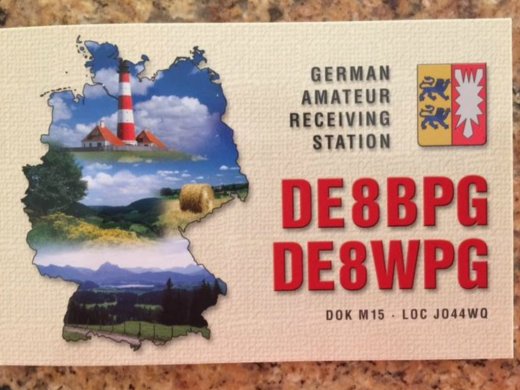 GERMAN
AMATEUR
RECEIVING
STATION
DE8BPG
DE8WPG
DOK M15 · LOC JO44WQ